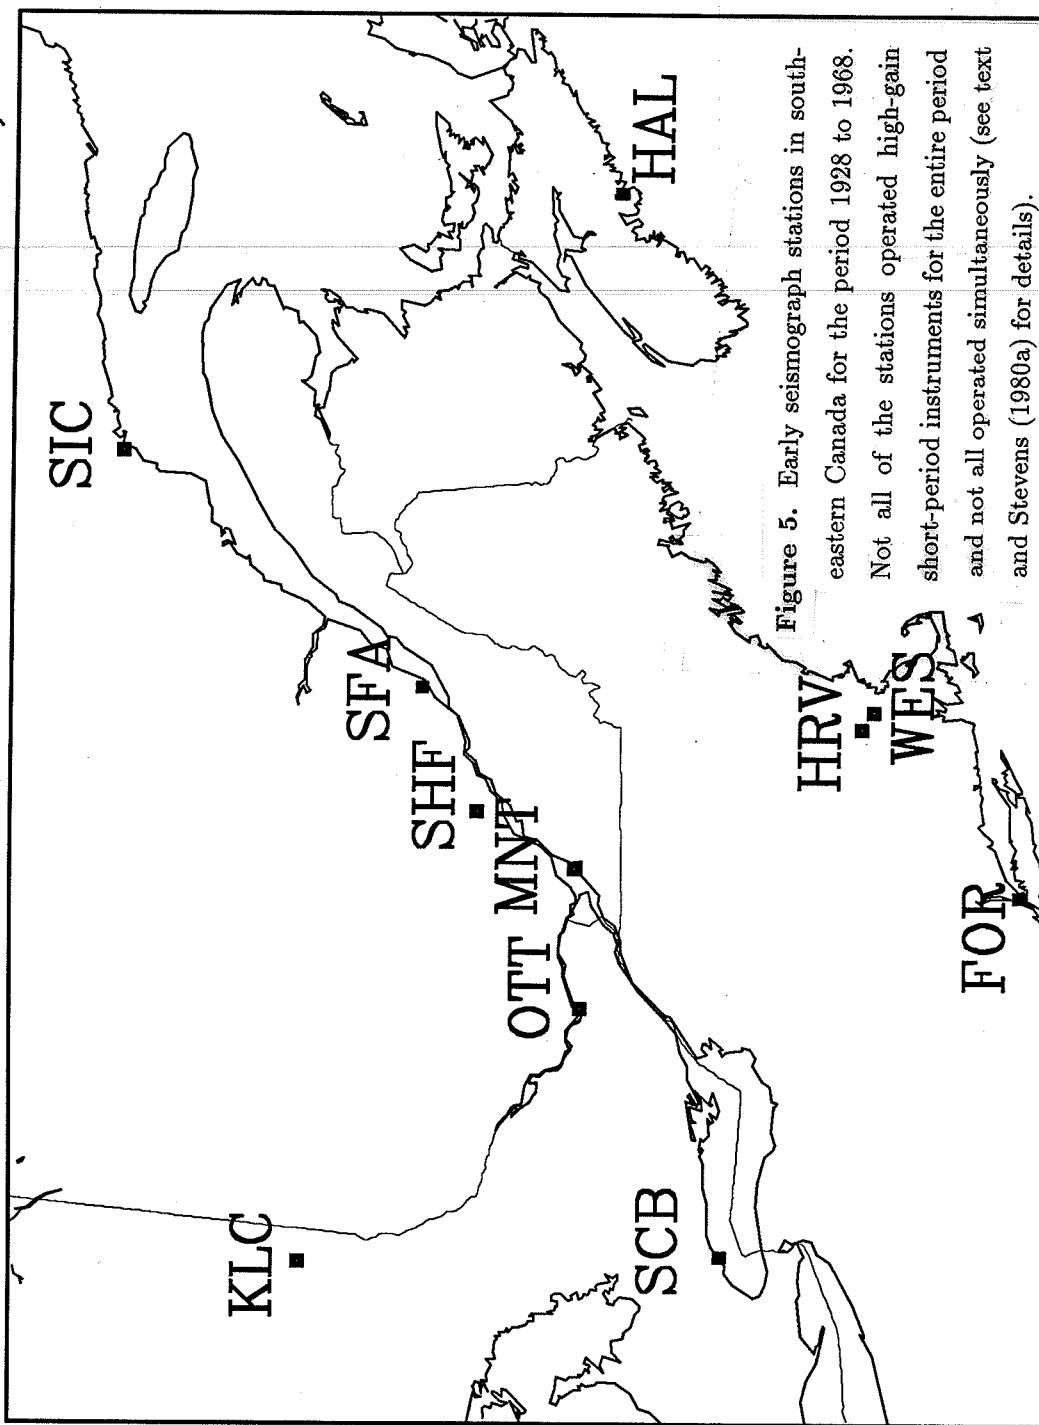 SIC
KLC
SFA
SHF
OTT MNT
HAL
SCB
HRV
WES
FOR
Figure 5. Early seismograph stations in south-
eastern Canada for the period 1928 to 1968.
Not all of the stations operated high-gain
short-period instruments for the entire period
and not all operated simultaneously (see text
and Stevens (1980a) for details).